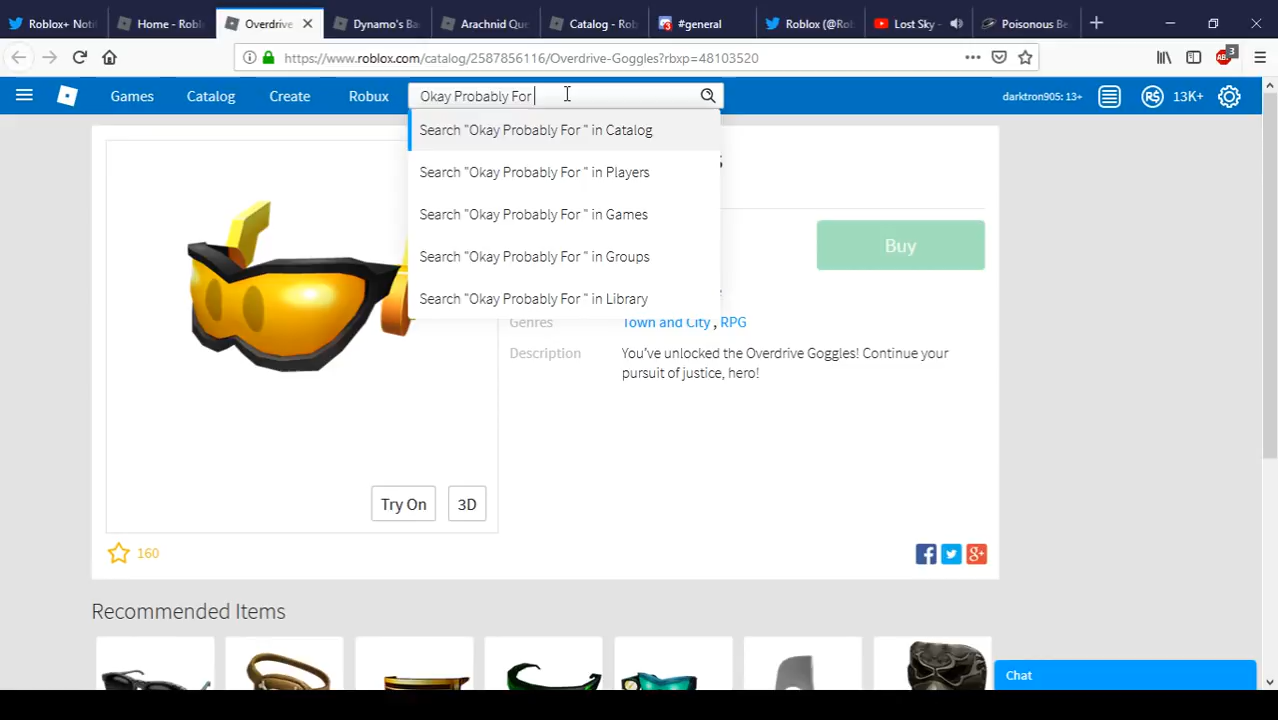 Roblox+ Noti
Home - Robl
Overdrive
Dynamo's Ba
Arachnid Que
Catalog - Rob
#general
Roblox (@Rob
Lost Sky -
Poisonous Be
https://www.roblox.com/catalog/2587856116/Overdrive-Goggles?rbxp=48103520
3
Games
Catalog
Create
Robux
Okay Probably For
darktron905: 13+
13K+
Search "Okay Probably For " in Catalog
Search "Okay Probably For " in Players
Search "Okay Probably For " in Games
Search "Okay Probably For " in Groups
Search "Okay Probably For " in Library
Buy
Genres
Town and City , RPG
Description
You've unlocked the Overdrive Goggles! Continue your
pursuit of justice, hero!
Try On
3D
160
Recommended Items
Chat